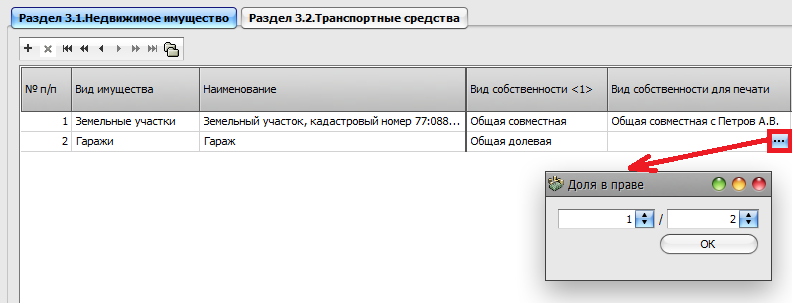 Раздел 3.1.Недвижимое имущество Раздел 3.2.Транспортные средства
№ п/п Вид имущества Наименование Вид собственности <1> Вид собственности для печати
1 Земельные участки Земельный участок, кадастровый номер 77:088... Общая совместная Общая совместная с Петров А.В.
2 Гаражи Гараж Общая долевая ...
Доля в праве
1 / 2
ОК